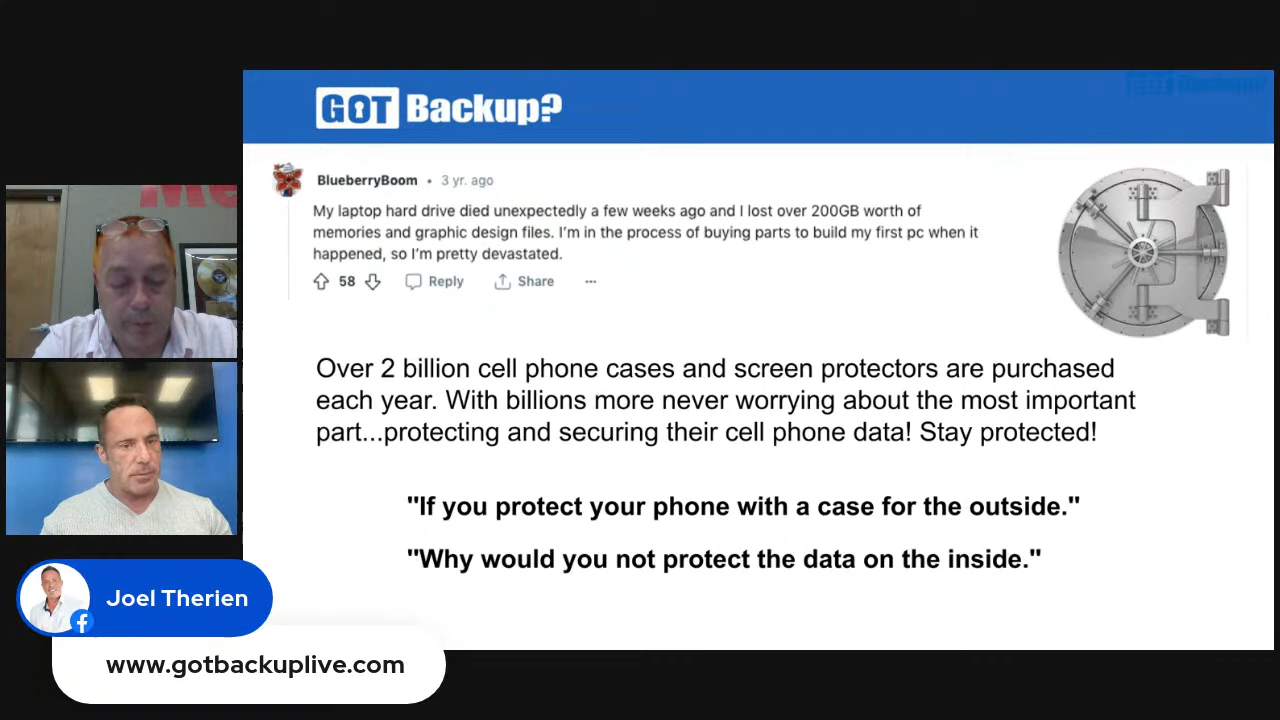 GOT Backup?
GOT Backup?
BlueberryBoom • 3 yr. ago
My laptop hard drive died unexpectedly a few weeks ago and I lost over 200GB worth of
memories and graphic design files. I'm in the process of buying parts to build my first pc when it
happened, so I'm pretty devastated.
58 Reply Share ...
Over 2 billion cell phone cases and screen protectors are purchased
each year. With billions more never worrying about the most important
part...protecting and securing their cell phone data! Stay protected!
"If you protect your phone with a case for the outside."
"Why would you not protect the data on the inside."
Me
Joel Therien
www.gotbackuplive.com